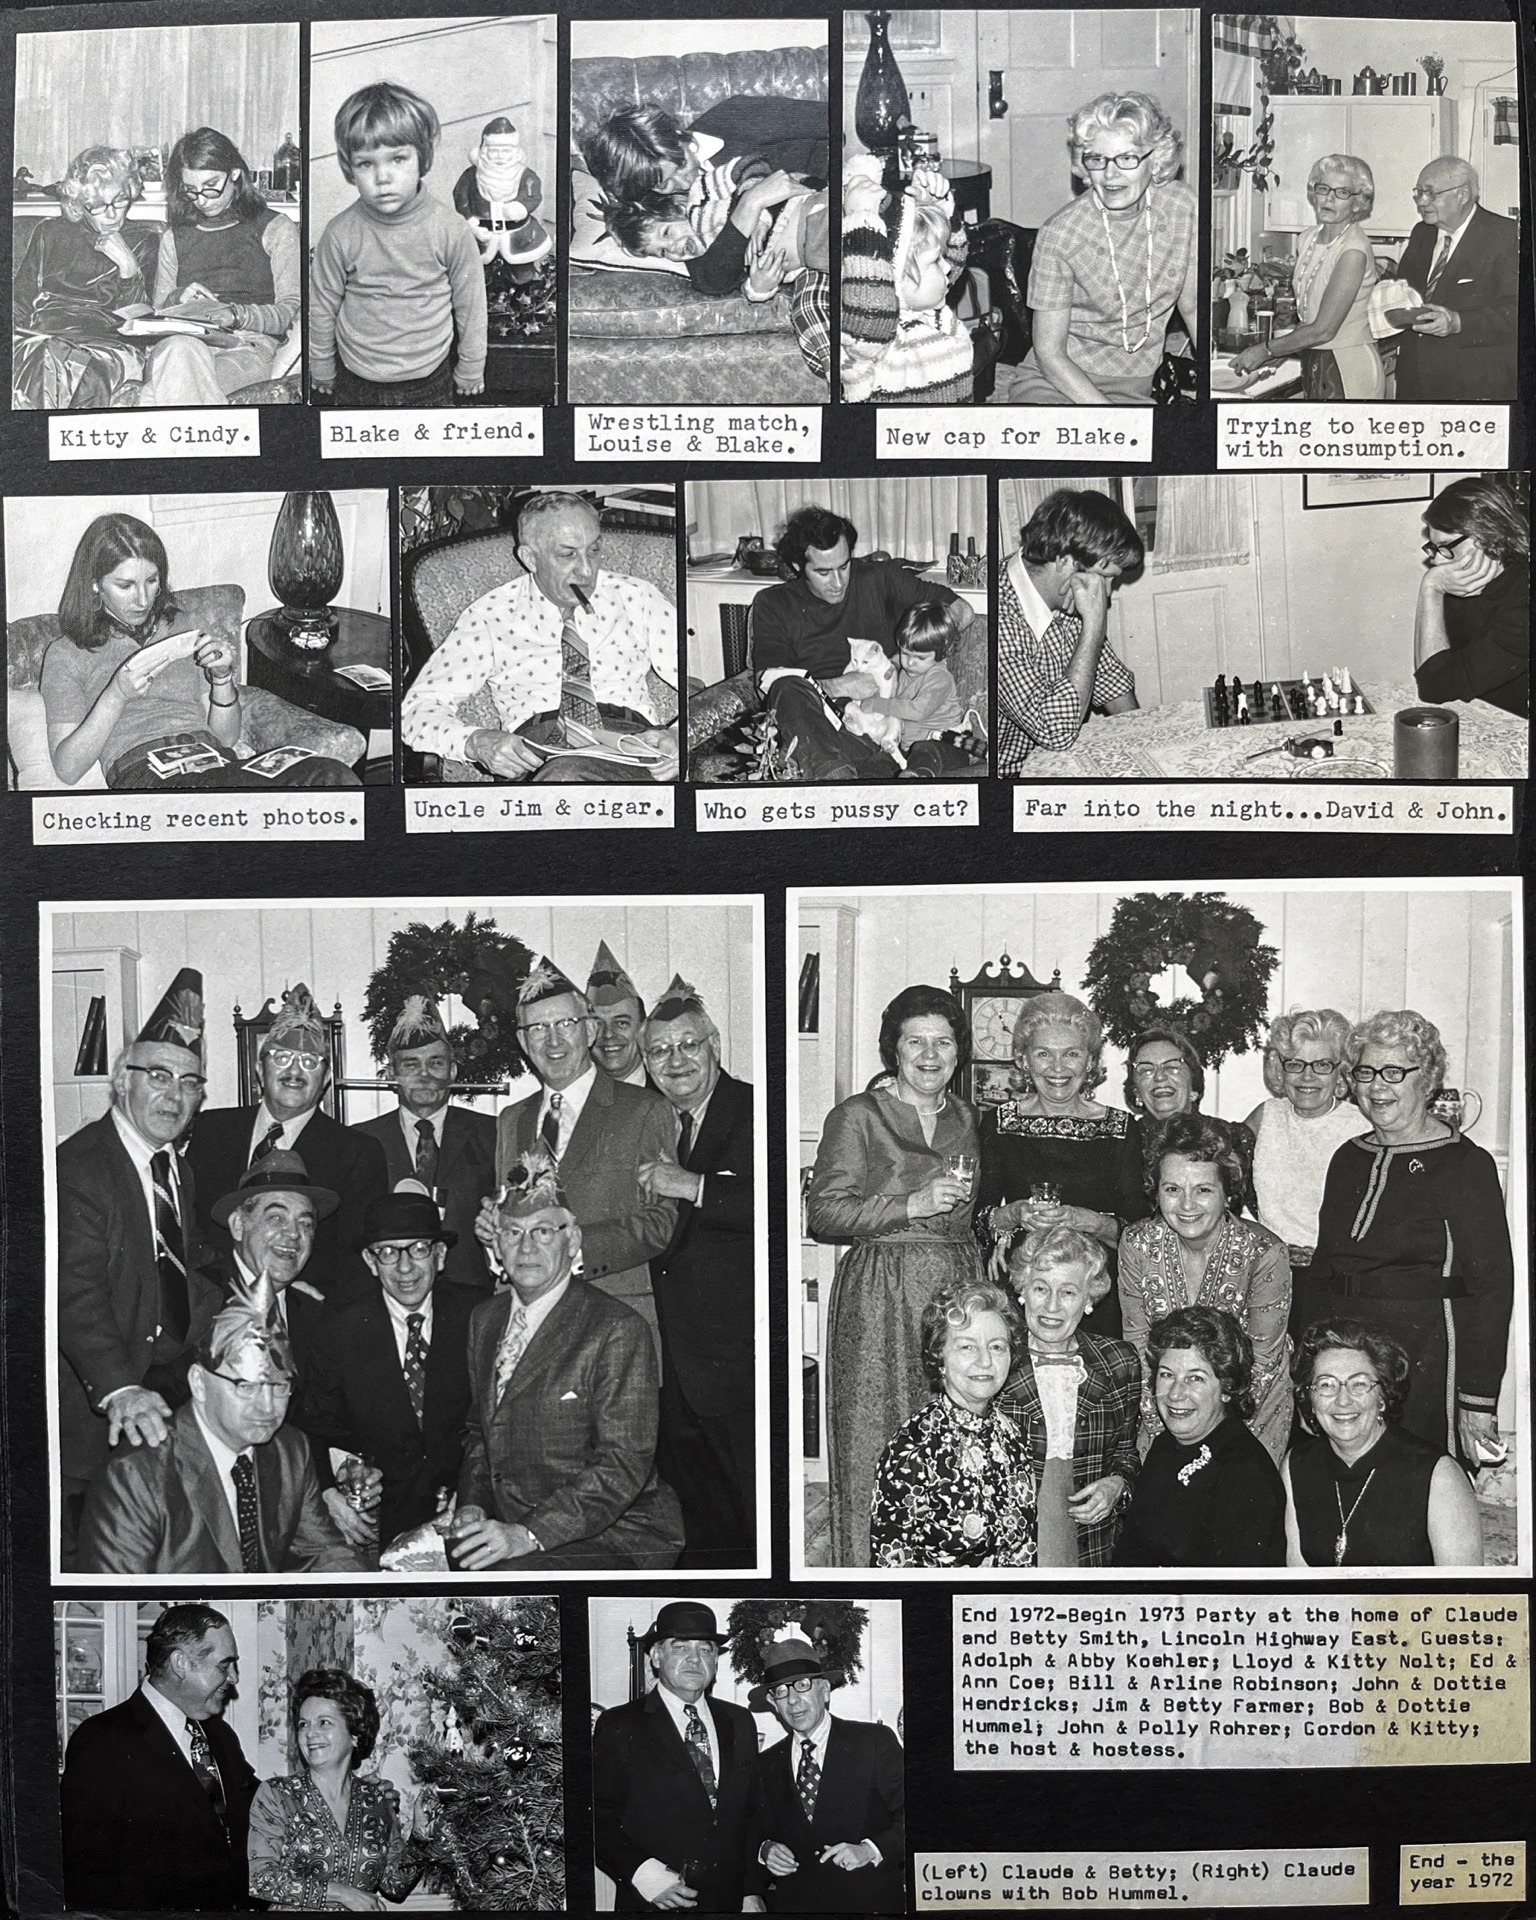 Kitty & Cindy.
Blake & friend.
Wrestling match,
Louise & Blake.
New cap for Blake.
Trying to keep pace
with consumption.
Checking recent photos.
Uncle Jim & cigar.
Who gets pussy cat?
Far into the night...David & John.
End 1972-Begin 1973 Party at the home of Claude
and Betty Smith, Lincoln Highway East. Guests:
Adolph & Abby Koehler; Lloyd & Kitty Nolt; Ed &
Ann Coe; Bill & Arline Robinson; John & Dottie
Hendricks; Jim & Betty Farmer; Bob & Dottie
Hummel; John & Polly Rohrer; Gordon & Kitty;
the host & hostess.
(Left) Claude & Betty; (Right) Claude
clowns with Bob Hummel.
End - the
year 1972